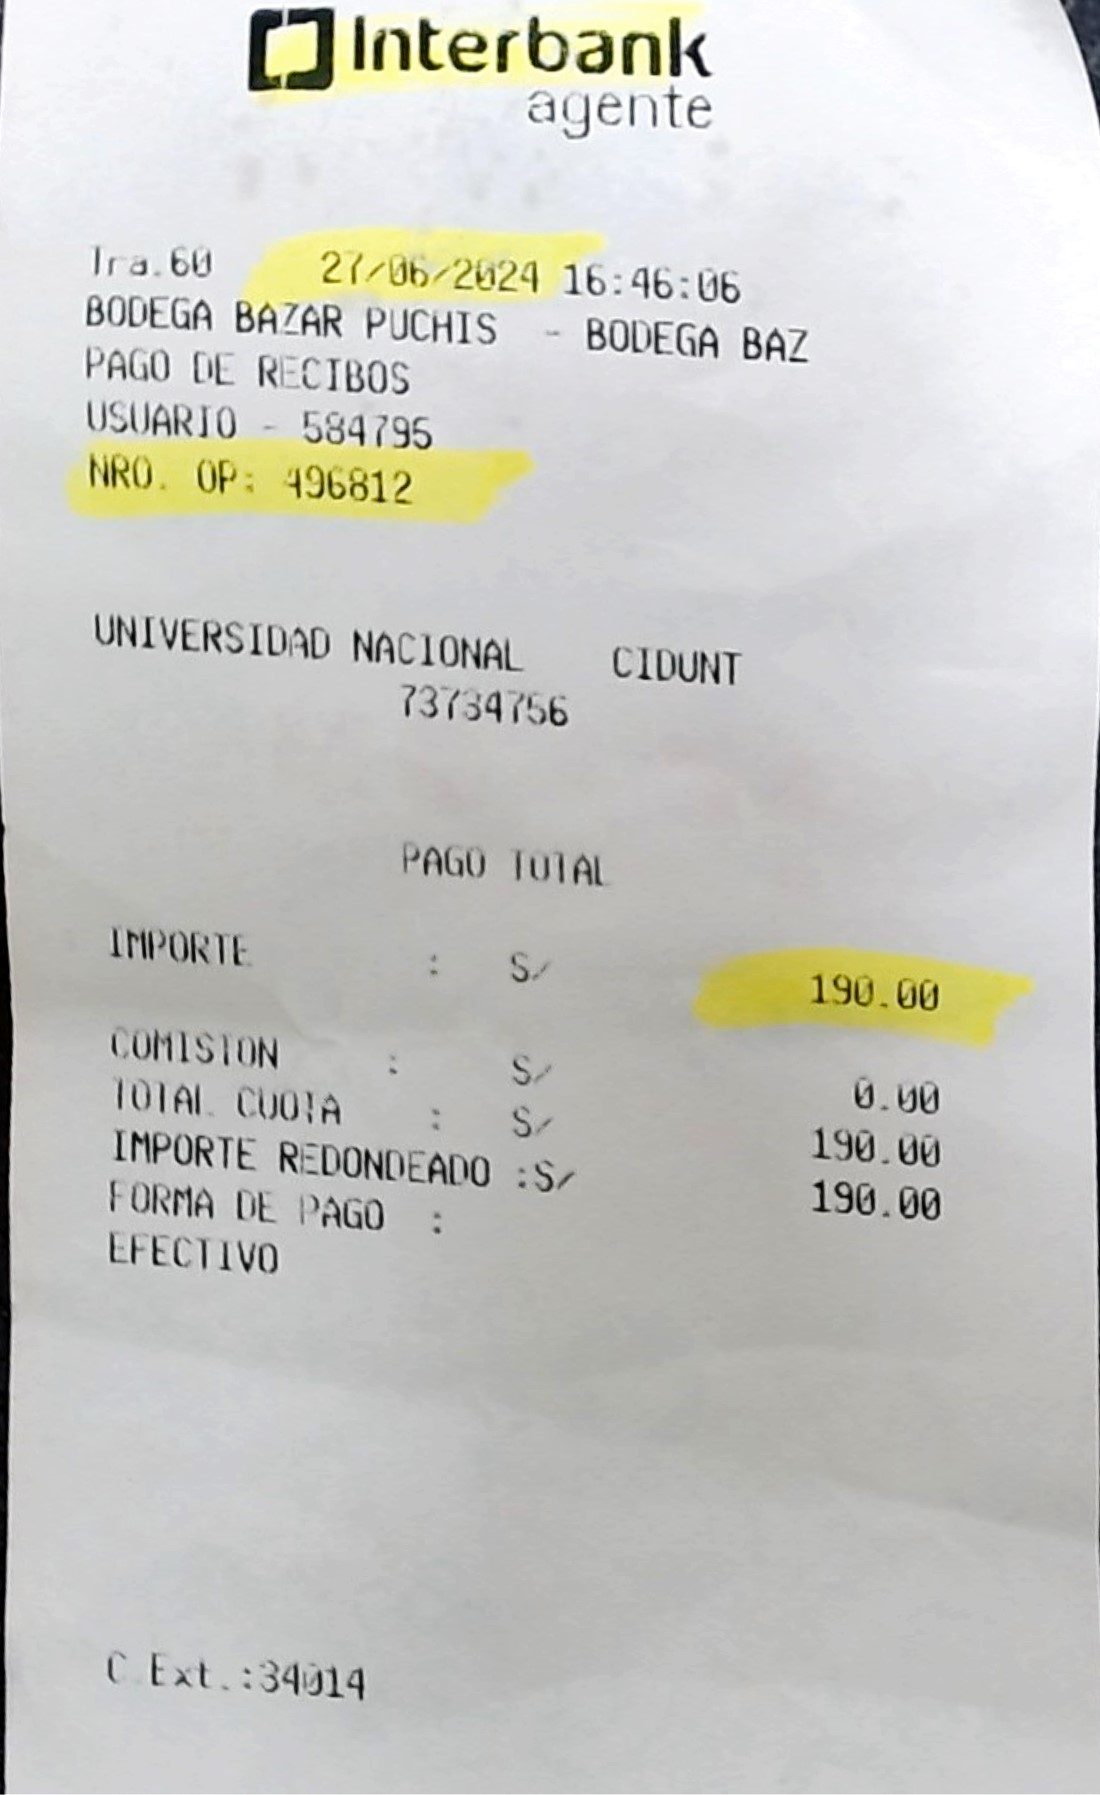 Interbank
agente
Tra.60 27/06/2024 16:46:06
BODEGA BAZAR PUCHIS - BODEGA BAZ
PAGO DE RECIBOS
USUARIO - 584795
NRO. OP: 496812
UNIVERSIDAD NACIONAL CIDUNT
73734756
PAGO TOTAL
IMPORTE : S/ 190.00
COMISION : S/ 0.00
TOTAL CUOTA : S/ 190.00
IMPORTE REDONDEADO :S/ 190.00
FORMA DE PAGO :
EFECTIVO
C.Ext.:34014